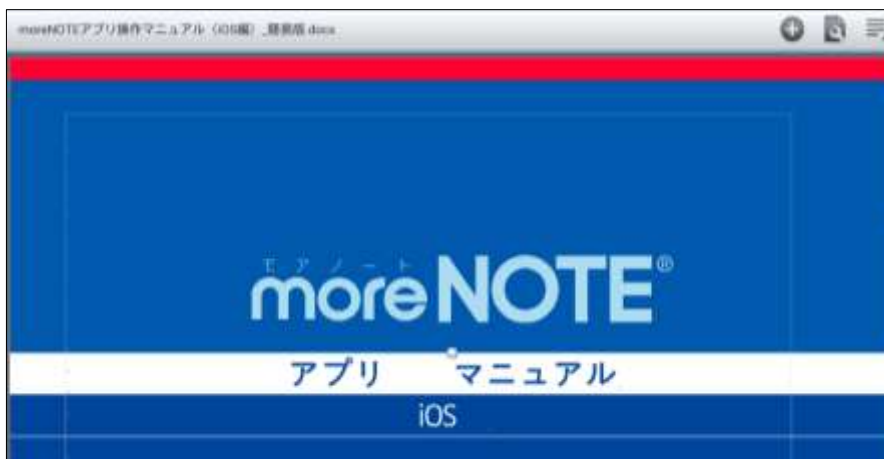 moreNOTEアプリ操作マニュアル（iOS編）_簡易版.docx
モアノート
moreNOTE®
アプリ　　マニュアル
iOS